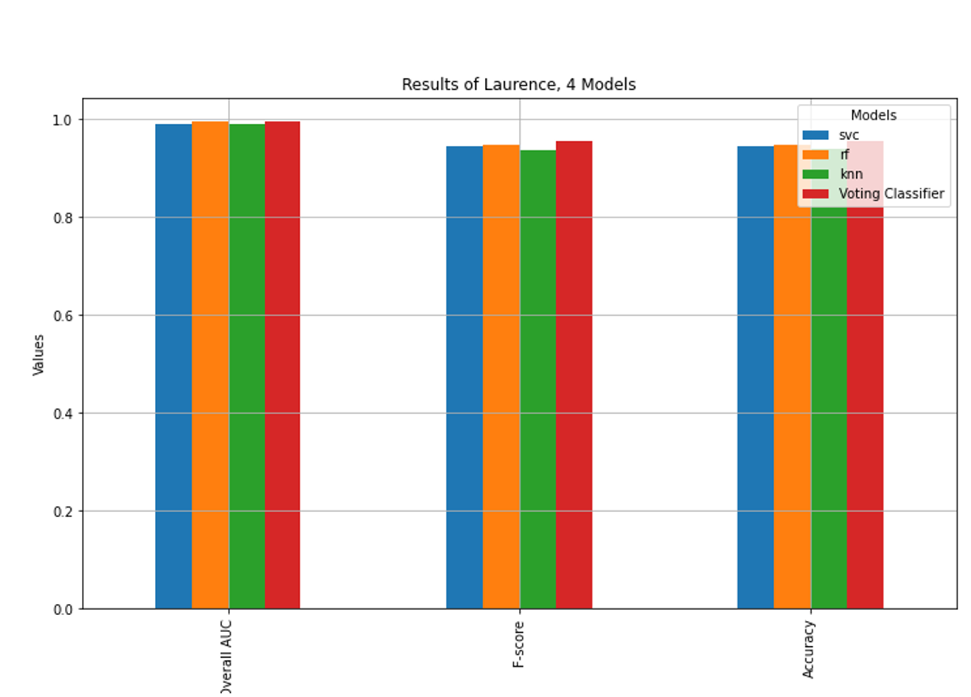 Results of Laurence, 4 Models
Models
svc
rf
knn
Voting Classifier
1.0
0.8
0.6
0.4
0.2
0.0
Values
Overall AUC
F-score
Accuracy